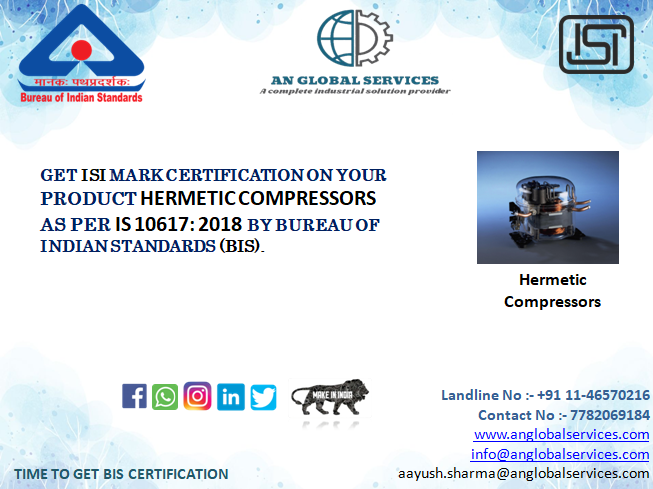 मानकः पथप्रदर्शकः
Bureau of Indian Standards
AN GLOBAL SERVICES
A complete industrial solution provider
ISI
GET ISI MARK CERTIFICATION ON YOUR
PRODUCT HERMETIC COMPRESSORS
AS PER IS 10617: 2018 BY BUREAU OF
INDIAN STANDARDS (BIS).
Hermetic
Compressors
MAKE IN INDIA
Landline No :- +91 11-46570216
Contact No :- 7782069184
www.anglobalservices.com
info@anglobalservices.com
aayush.sharma@anglobalservices.com
TIME TO GET BIS CERTIFICATION